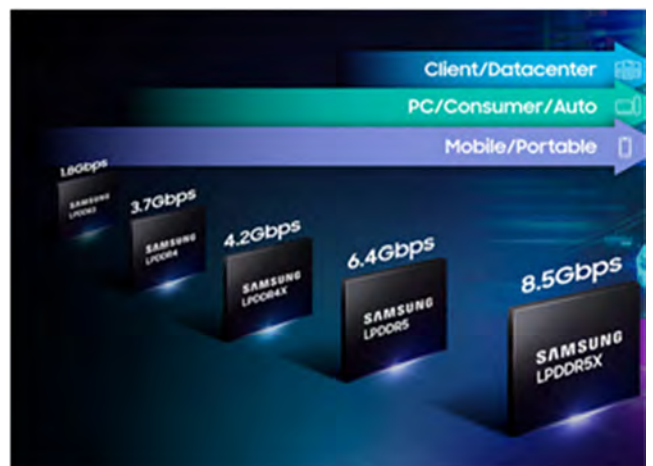 Client/Datacenter
PC/Consumer/Auto
Mobile/Portable
1.8Gbps
SAMSUNG
LPDDR3
3.7Gbps
SAMSUNG
LPDDR4
4.2Gbps
SAMSUNG
LPDDR4X
6.4Gbps
SAMSUNG
LPDDR5
8.5Gbps
SAMSUNG
LPDDR5X